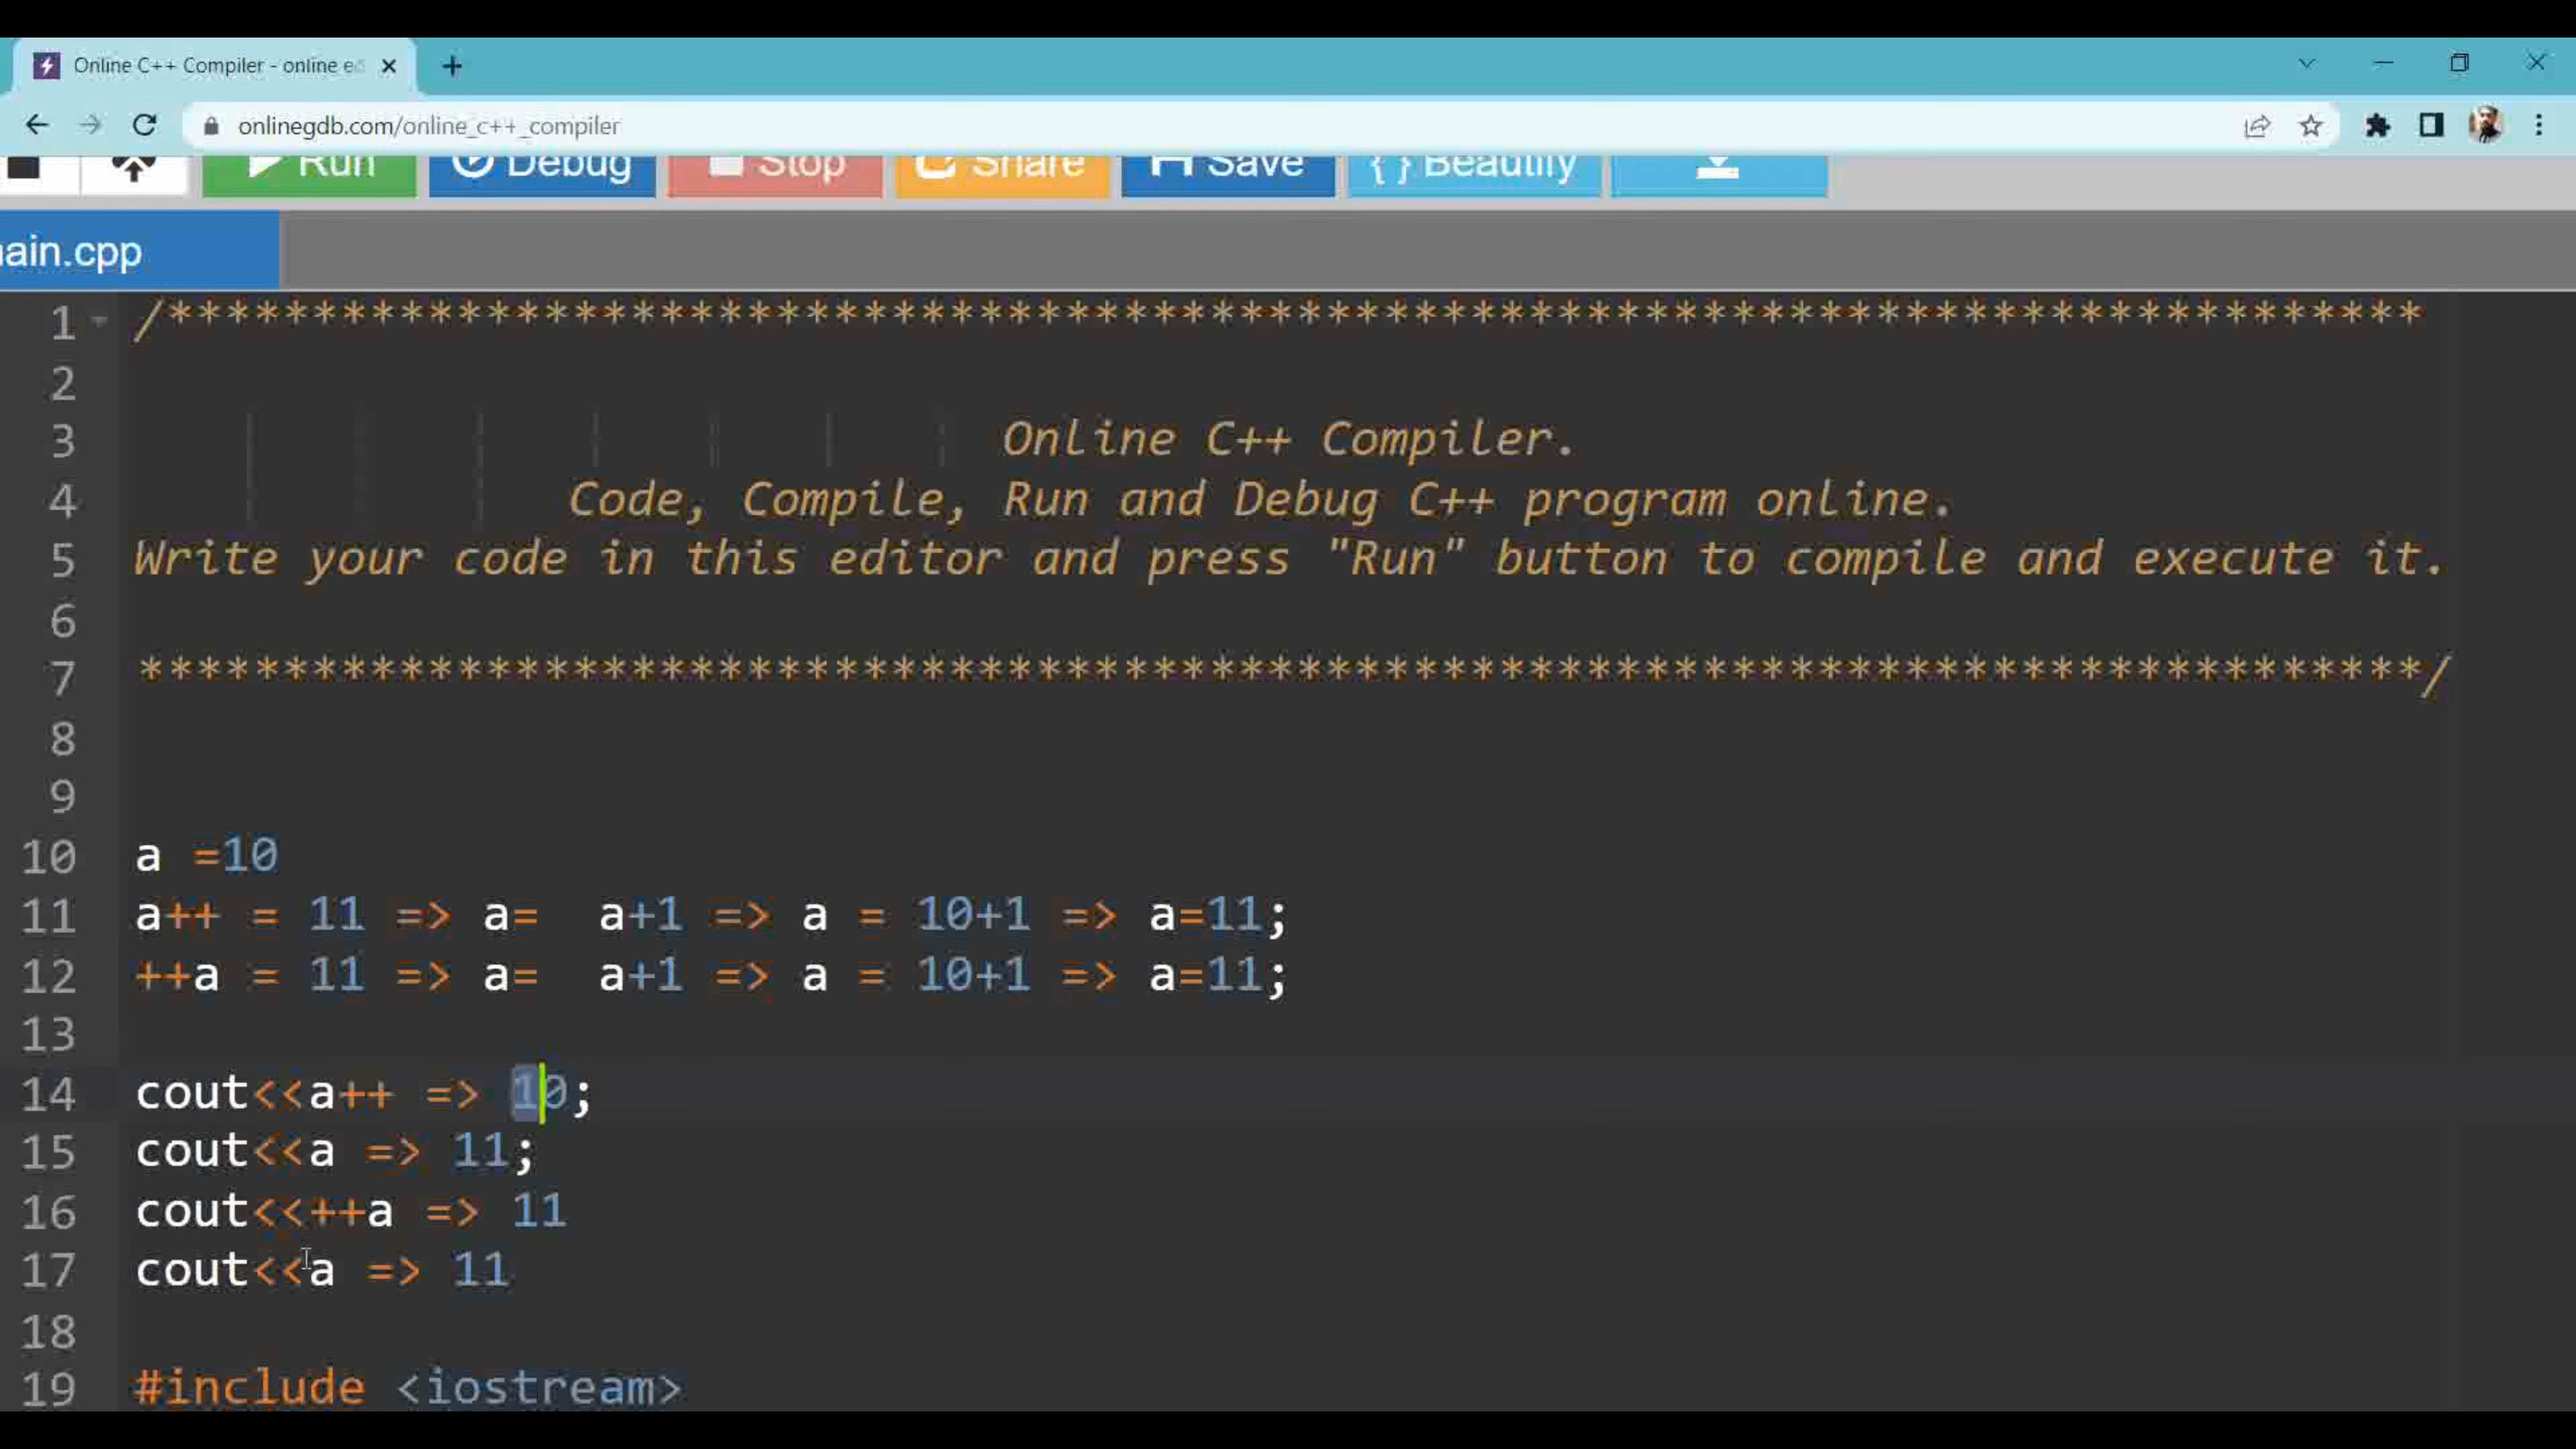 Online C++ Compiler - online ed
onlinegdb.com/online_c++_compiler
Run Debug Stop Share Save { } Beautify
ain.cpp
1 /******************************************************************************
2
3 Online C++ Compiler.
4 Code, Compile, Run and Debug C++ program online.
5 Write your code in this editor and press "Run" button to compile and execute it.
6
7 *******************************************************************************/
8
9
10 a =10
11 a++ = 11 => a=  a+1 => a = 10+1 => a=11;
12 ++a = 11 => a=  a+1 => a = 10+1 => a=11;
13
14 cout<<a++ => 10;
15 cout<<a => 11;
16 cout<<++a => 11
17 cout<<a => 11
18
19 #include <iostream>